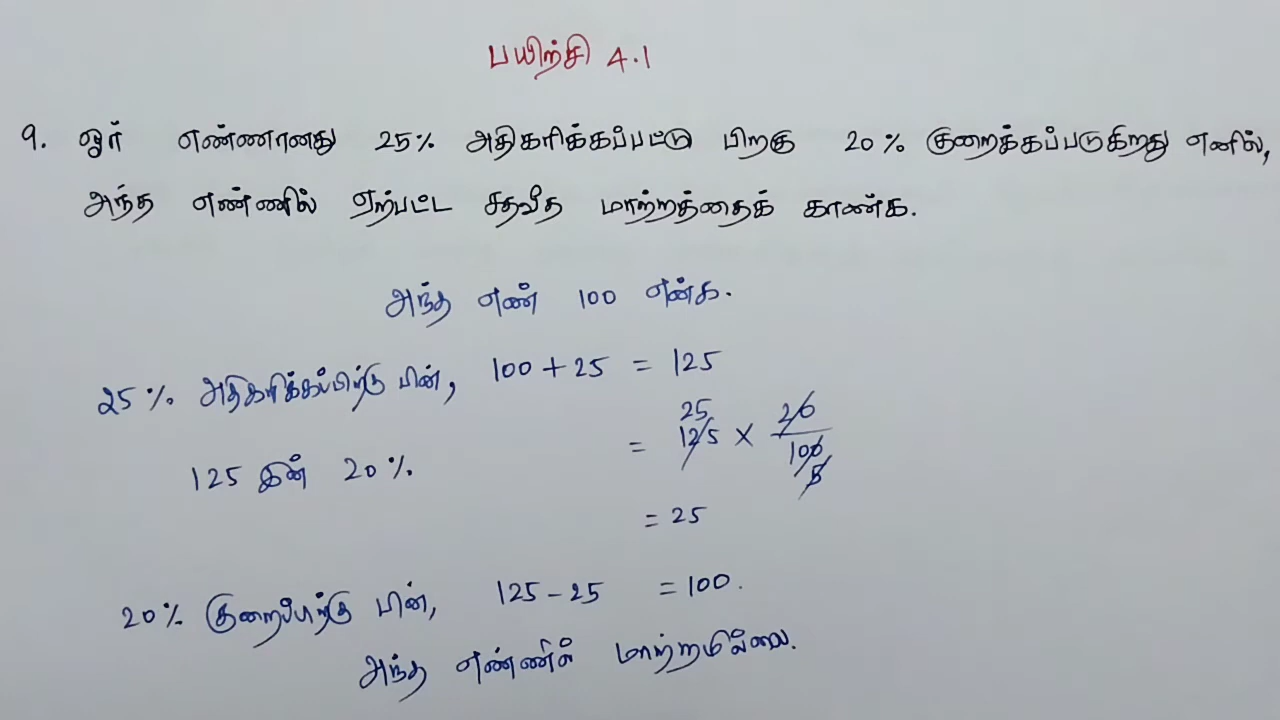 பயிற்சி 4.1
9. ஓர் எண்ணானது 25% அதிகரிக்கப்பட்டு பிறகு 20% குறைக்கப்படுகிறது எனில்,
அந்த எண்ணில் ஏற்பட்ட சதவீத மாற்றத்தைக் காண்க.
அந்த எண் 100 என்க.
25% அதிகரிக்கப்பிற்கு பின், 100 + 25 = 125
125 இன் 20% = 125 × 20/100
25
5
= 25
20% குறைப்பிற்கு பின், 125 - 25 = 100.
அந்த எண்ணில் மாற்றமில்லை.